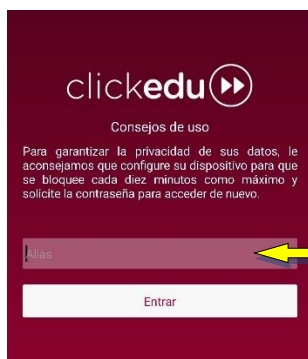 clickedu
Consejos de uso
Para garantizar la privacidad de sus datos, le
aconsejamos que configure su dispositivo para que
se bloquee cada diez minutos como máximo y
solicite la contraseña para acceder de nuevo.
Alias
Entrar